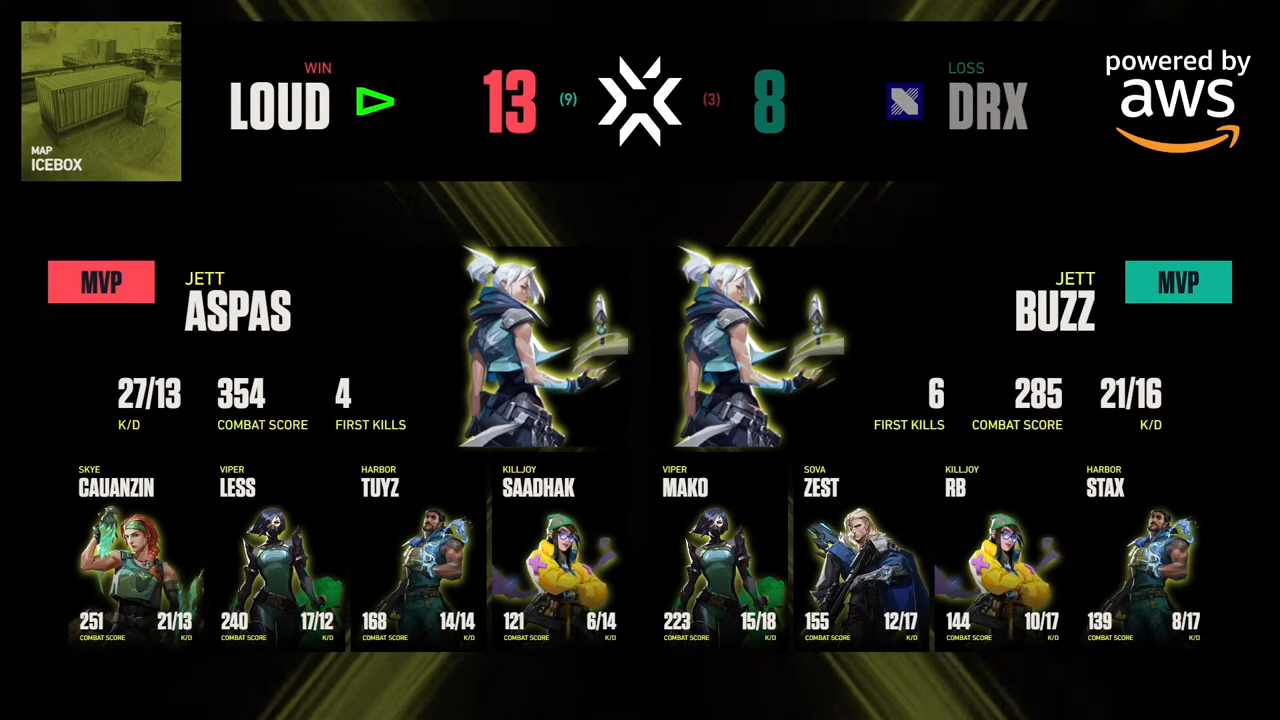 MAP
ICEBOX
WIN
LOUD
13
(9)
(3)
8
LOSS
DRX
powered by
aws
MVP
JETT
ASPAS
27/13
K/D
354
COMBAT SCORE
4
FIRST KILLS
JETT
BUZZ
MVP
6
FIRST KILLS
285
COMBAT SCORE
21/16
K/D
SKYE
CAUANZIN
251
COMBAT SCORE
21/13
K/D
VIPER
LESS
240
COMBAT SCORE
17/12
K/D
HARBOR
TUYZ
168
COMBAT SCORE
14/14
K/D
KILLJOY
SAADHAK
121
COMBAT SCORE
6/14
K/D
VIPER
MAKO
223
COMBAT SCORE
15/18
K/D
SOVA
ZEST
155
COMBAT SCORE
12/17
K/D
KILLJOY
RB
144
COMBAT SCORE
10/17
K/D
HARBOR
STAX
139
COMBAT SCORE
8/17
K/D